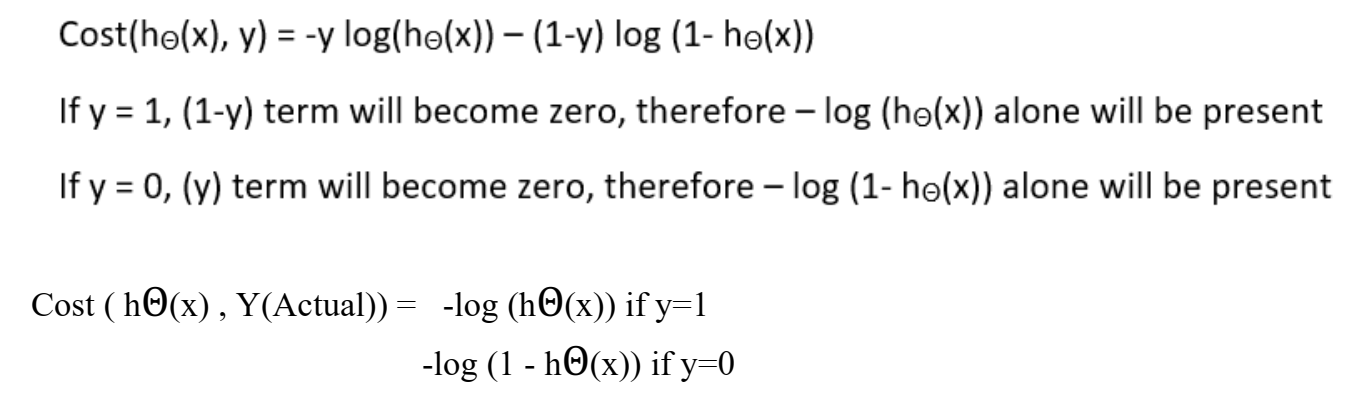 Cost(hΘ(x), y) = -y log(hΘ(x)) – (1-y) log (1- hΘ(x))
If y = 1, (1-y) term will become zero, therefore – log (hΘ(x)) alone will be present
If y = 0, (y) term will become zero, therefore – log (1- hΘ(x)) alone will be present
Cost ( hΘ(x) , Y(Actual)) = -log (hΘ(x)) if y=1
-log (1 - hΘ(x)) if y=0